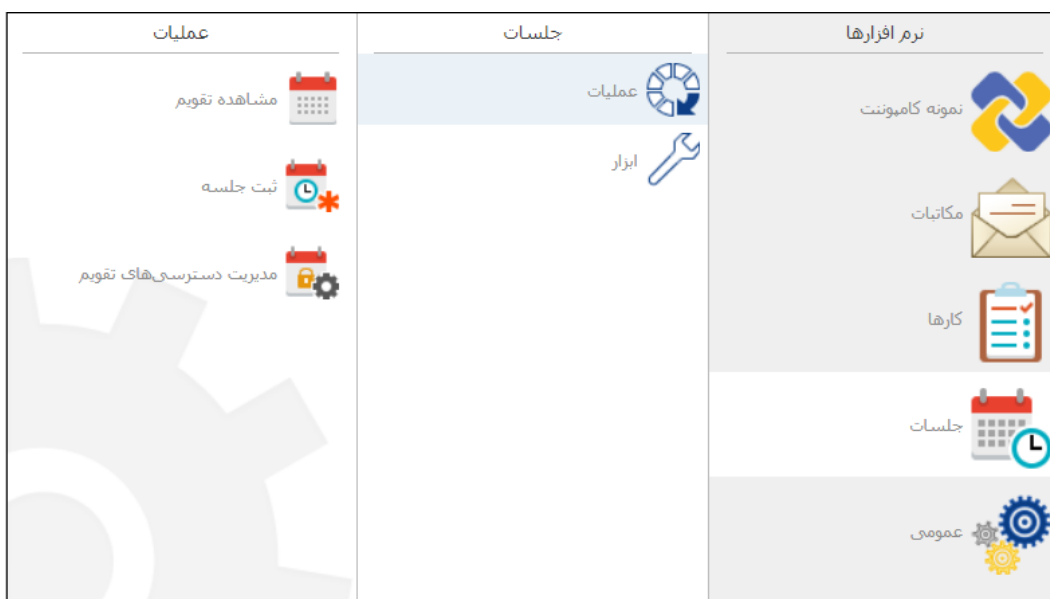 نرم افزارها
نمونه کامپوننت
مکاتبات
کارها
جلسات
عمومی
جلسات
عملیات
ابزار
عملیات
مشاهده تقویم
ثبت جلسه
مدیریت دسترسی‌های تقویم